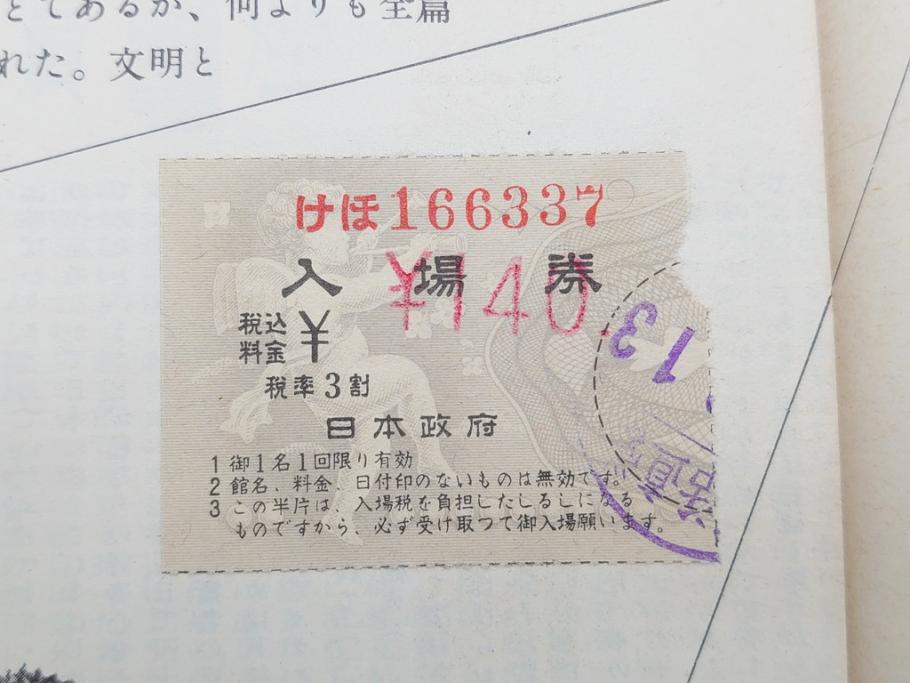 とてあるが、何よりも全篇
れた。文明と
けほ166337
入場券
¥140
税込
料金 ¥
税率3割
日本政府
1 御1名1回限り有効
2 館名、料金、日付印のないものは無効です。
3 この半片は、入場税を負担したしるしになる
ものですから、必ず受け取つて御入場願います。
13